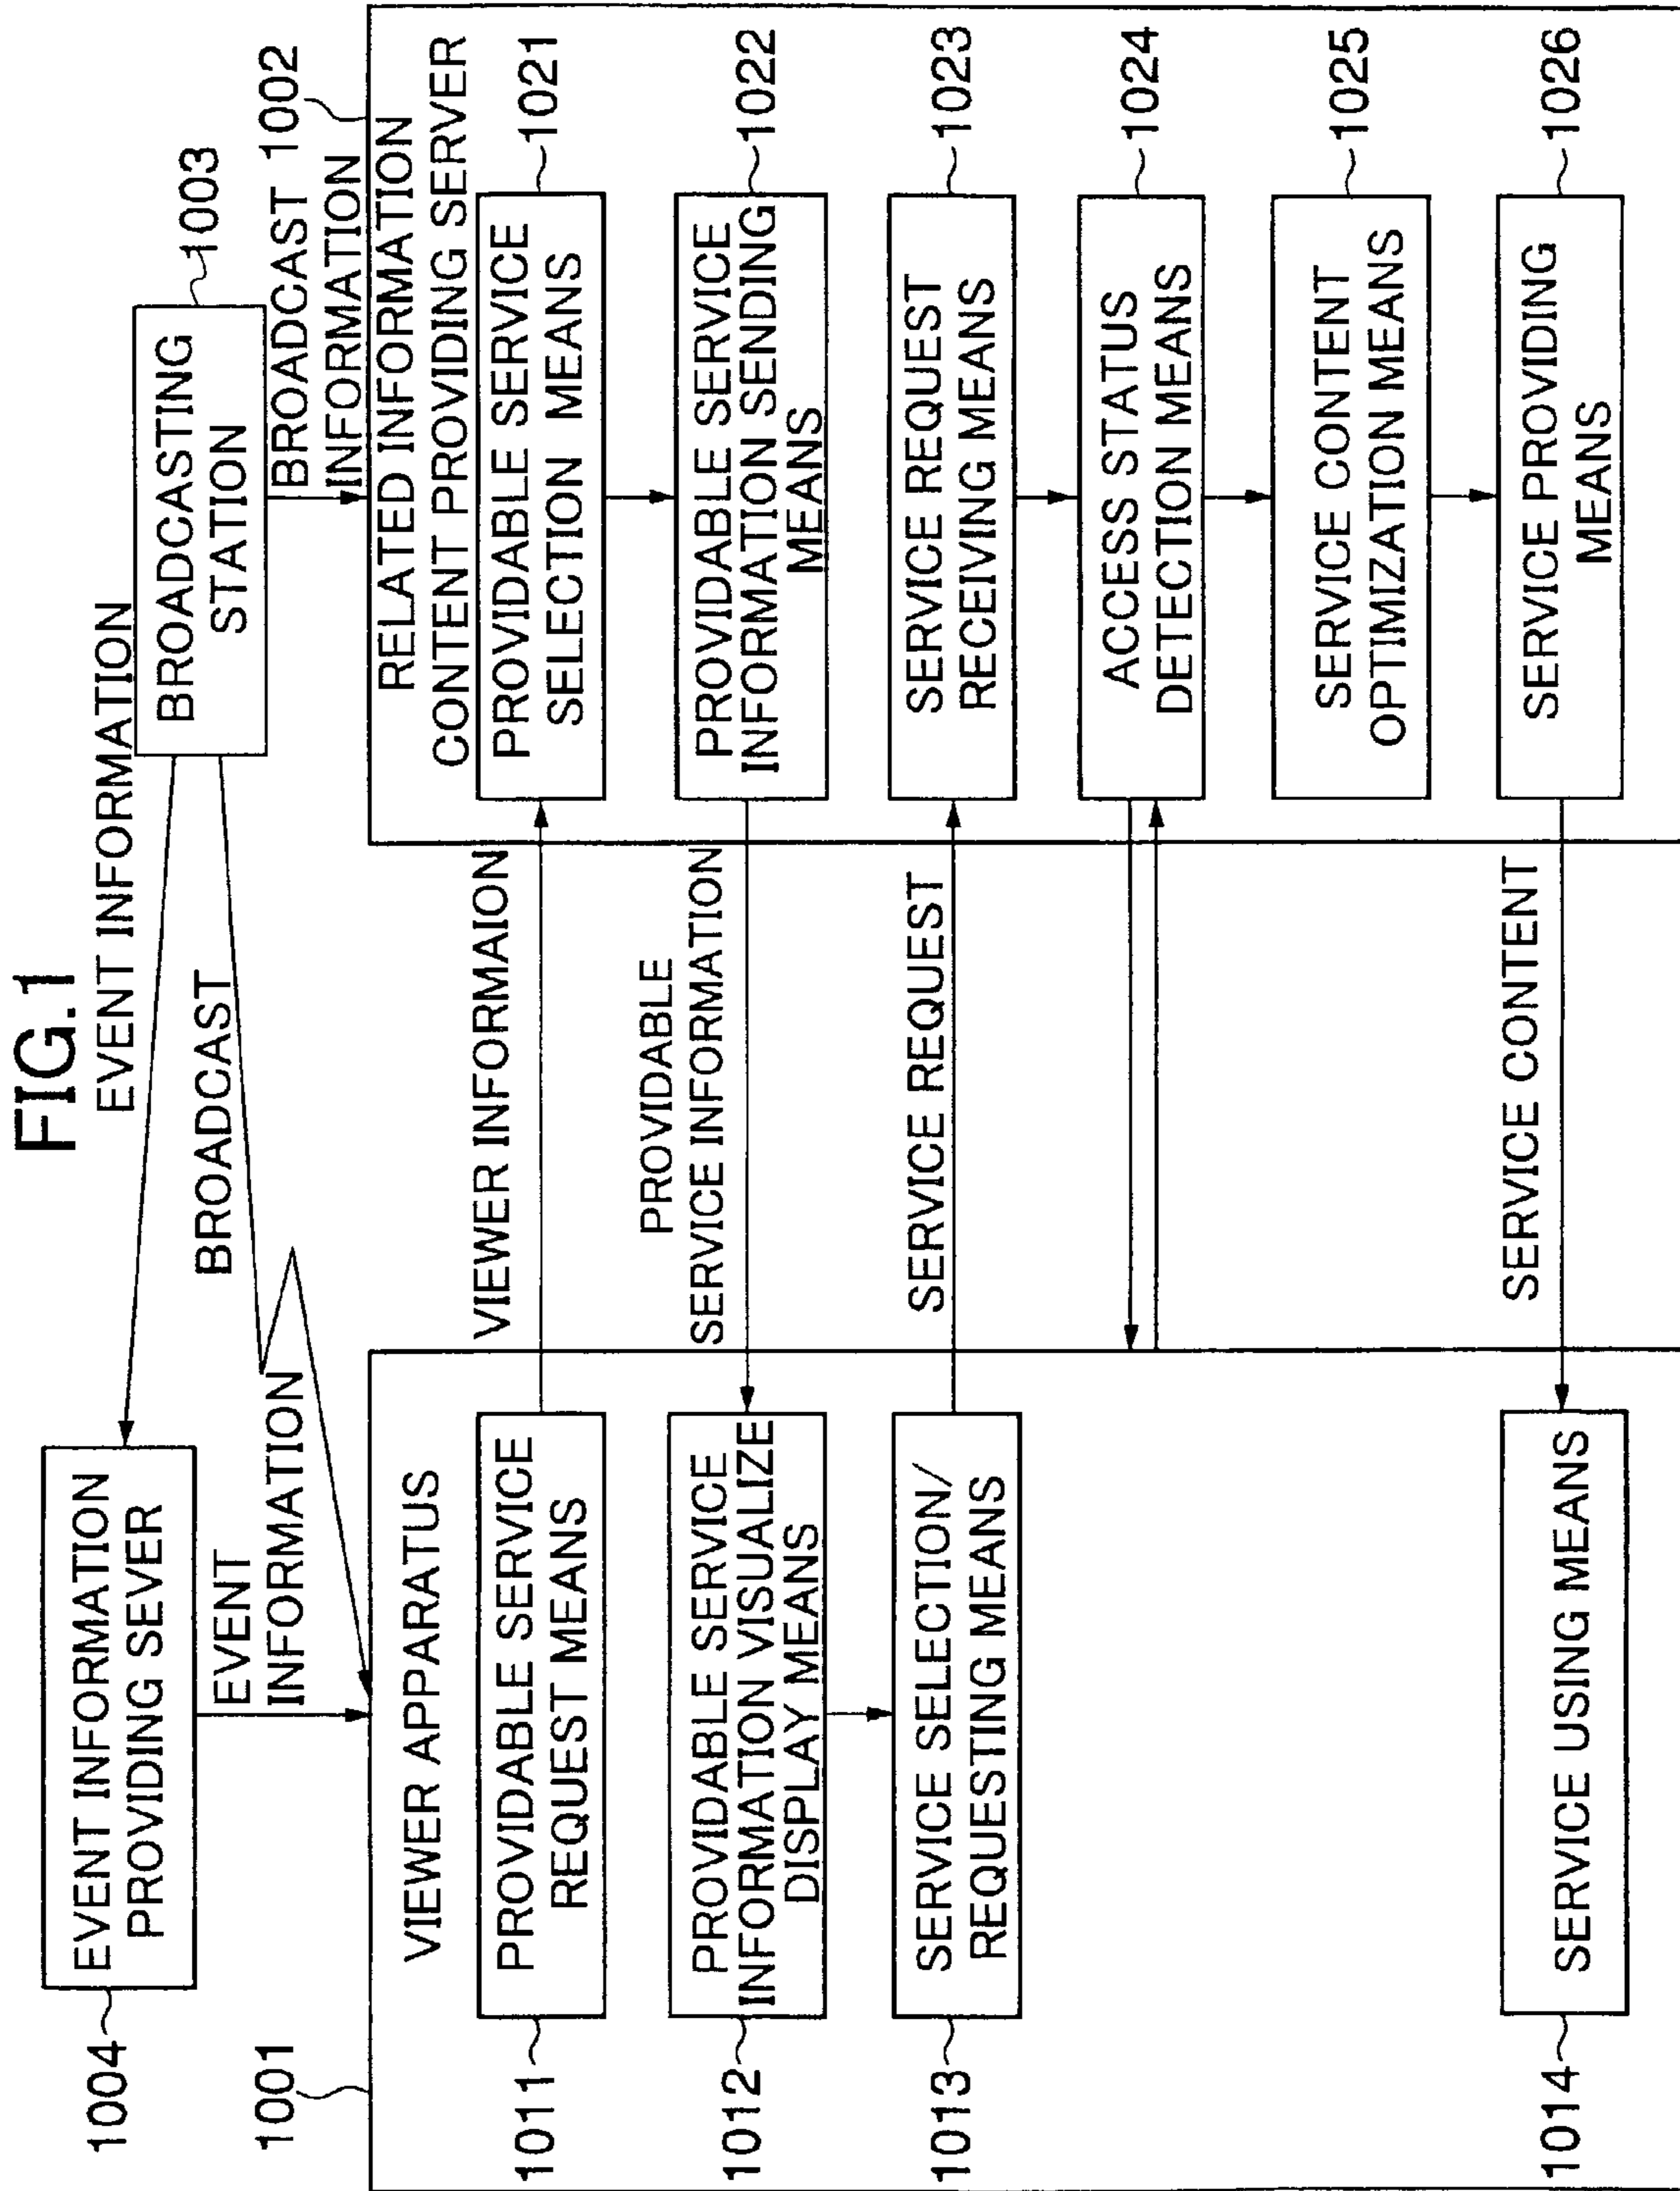 FIG.1
EVENT INFORMATION
1004
EVENT INFORMATION
PROVIDING SEVER
BROADCAST
BROADCASTING
STATION
1003
EVENT
INFORMATION
BROADCAST
INFORMATION
1001
1002
VIEWER APPARATUS
RELATED INFORMATION
CONTENT PROVIDING SERVER
1011
PROVIDABLE SERVICE
REQUEST MEANS
VIEWER INFORMAION
PROVIDABLE SERVICE
SELECTION MEANS
1021
1012
PROVIDABLE SERVICE
INFORMATION VISUALIZE
DISPLAY MEANS
PROVIDABLE
SERVICE INFORMATION
PROVIDABLE SERVICE
INFORMATION SENDING
MEANS
1022
1013
SERVICE SELECTION/
REQUESTING MEANS
SERVICE REQUEST
SERVICE REQUEST
RECEIVING MEANS
1023
ACCESS STATUS
DETECTION MEANS
1024
SERVICE CONTENT
OPTIMIZATION MEANS
1025
1014
SERVICE USING MEANS
SERVICE CONTENT
SERVICE PROVIDING
MEANS
1026